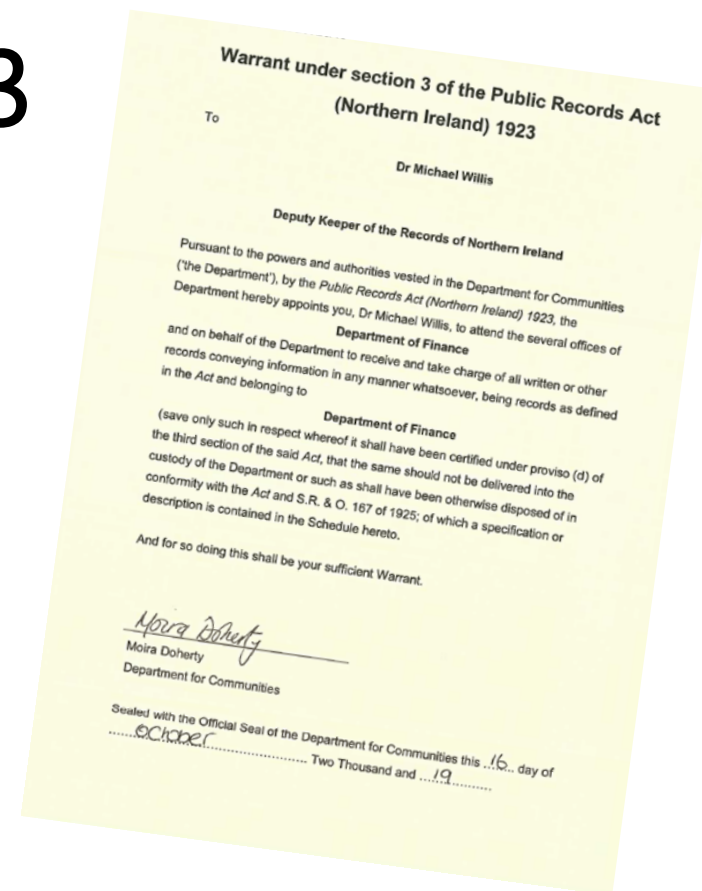 3
Warrant under section 3 of the Public Records Act
(Northern Ireland) 1923
To
Dr Michael Willis
Deputy Keeper of the Records of Northern Ireland
Pursuant to the powers and authorities vested in the Department for Communities
('the Department'), by the Public Records Act (Northern Ireland) 1923, the
Department hereby appoints you, Dr Michael Willis, to attend the several offices of
Department of Finance
and on behalf of the Department to receive and take charge of all written or other
records conveying information in any manner whatsoever, being records as defined
in the Act and belonging to
Department of Finance
(save only such in respect whereof it shall have been certified under proviso (d) of
the third section of the said Act, that the same should not be delivered into the
custody of the Department or such as shall have been otherwise disposed of in
conformity with the Act and S.R. & O. 167 of 1925; of which a specification or
description is contained in the Schedule hereto.
And for so doing this shall be your sufficient Warrant.
Moira Doherty
Moira Doherty
Department for Communities
Sealed with the Official Seal of the Department for Communities this ..16.. day of
......October........................ Two Thousand and ....19..........